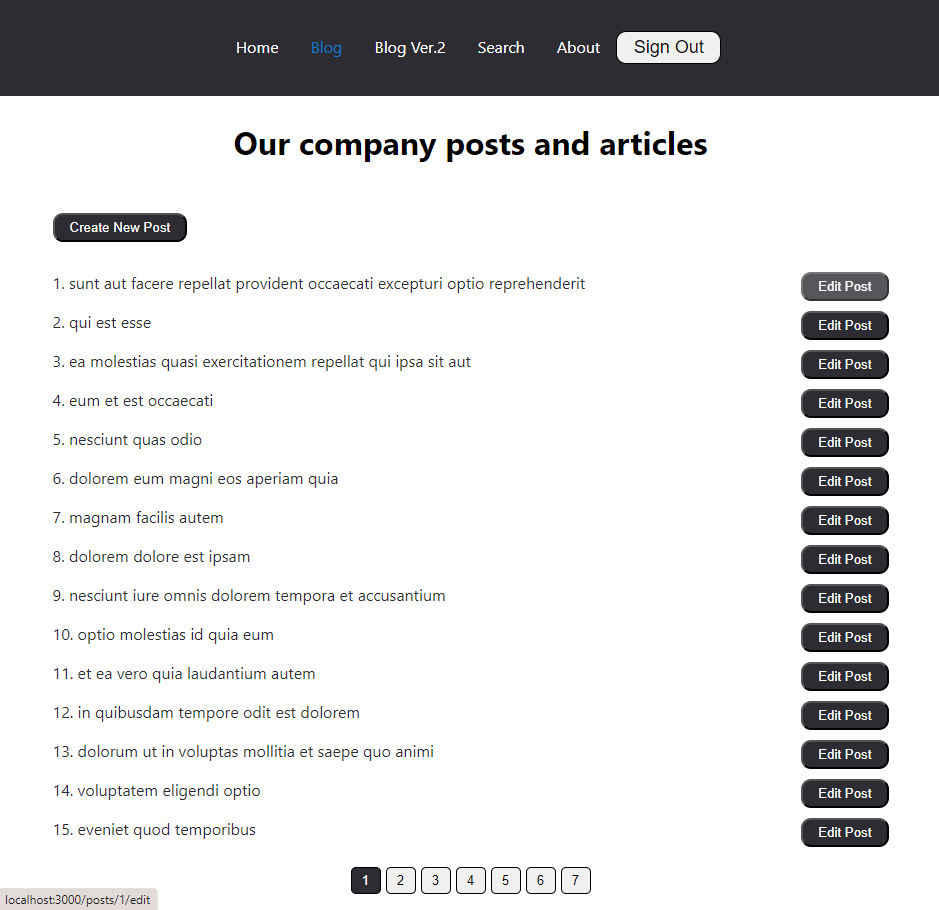 Home Blog Blog Ver.2 Search About Sign Out
Our company posts and articles
Create New Post
1. sunt aut facere repellat provident occaecati excepturi optio reprehenderit Edit Post
2. qui est esse Edit Post
3. ea molestias quasi exercitationem repellat qui ipsa sit aut Edit Post
4. eum et est occaecati Edit Post
5. nesciunt quas odio Edit Post
6. dolorem eum magni eos aperiam quia Edit Post
7. magnam facilis autem Edit Post
8. dolorem dolore est ipsam Edit Post
9. nesciunt iure omnis dolorem tempora et accusantium Edit Post
10. optio molestias id quia eum Edit Post
11. et ea vero quia laudantium autem Edit Post
12. in quibusdam tempore odit est dolorem Edit Post
13. dolorum ut in voluptas mollitia et saepe quo animi Edit Post
14. voluptatem eligendi optio Edit Post
15. eveniet quod temporibus Edit Post
1 2 3 4 5 6 7
localhost:3000/posts/1/edit